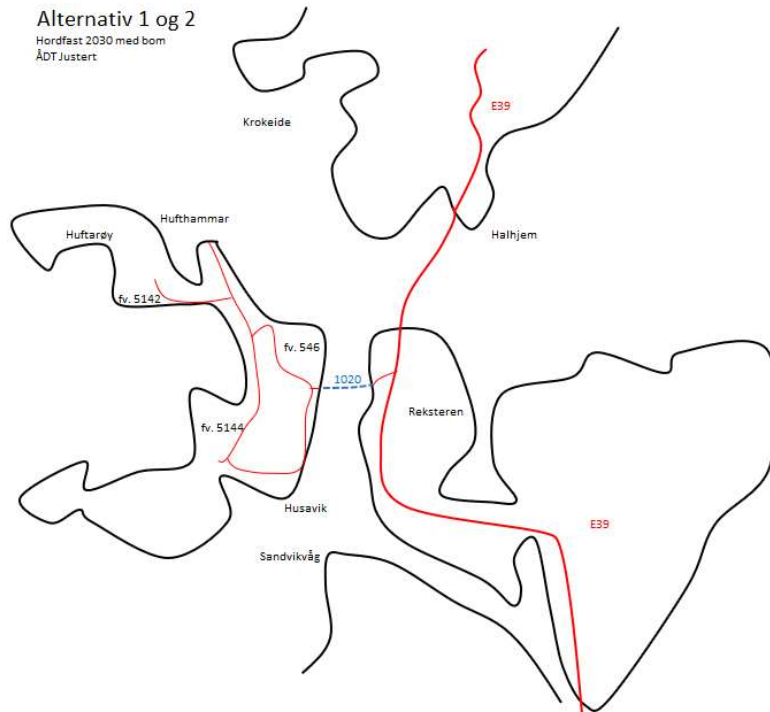 Alternativ 1 og 2
Hordfast 2030 med bom
ÅDT Justert
E39
Krokeide
Hufthammar
Huftarøy
Halhjem
fv. 5142
fv. 546
1020
Reksteren
fv. 5144
Husavik
E39
Sandvikvåg